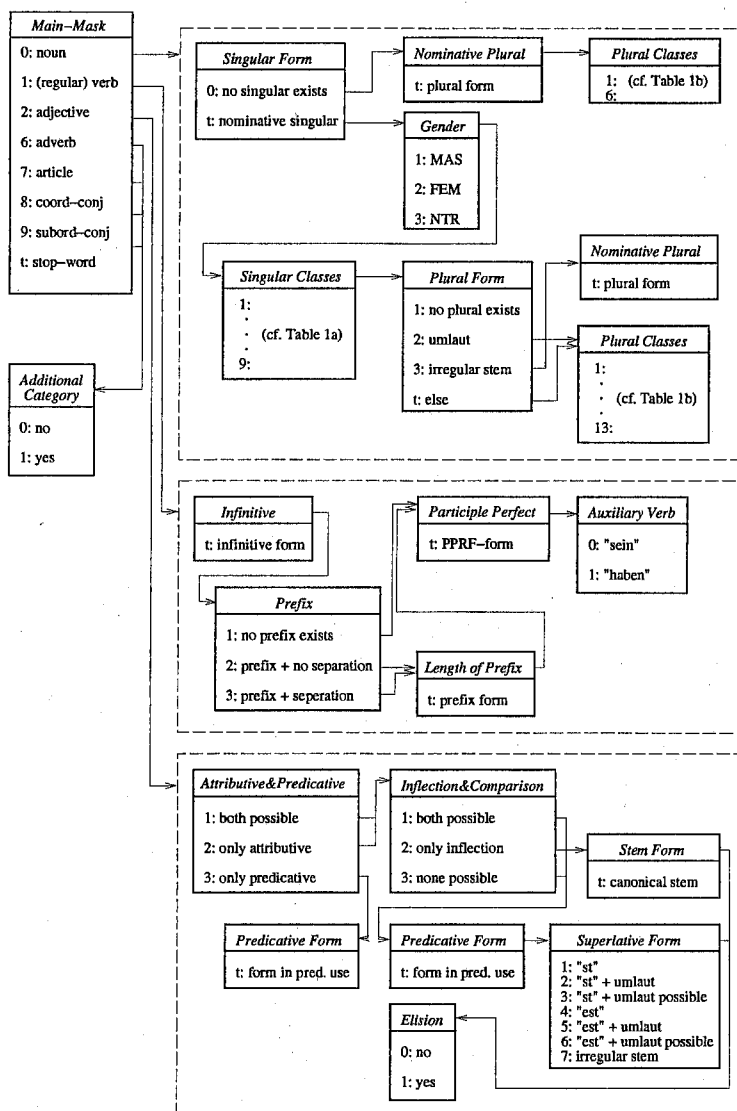 Main–Mask
0: noun
1: (regular) verb
2: adjective
6: adverb
7: article
8: coord–conj
9: subord–conj
t: stop–word
Additional
Category
0: no
1: yes
Singular Form
0: no singular exists
t: nominative singular
Nominative Plural
t: plural form
Plural Classes
1: (cf. Table 1b)
6:
Gender
1: MAS
2: FEM
3: NTR
Singular Classes
1:
(cf. Table 1a)
9:
Plural Form
1: no plural exists
2: umlaut
3: irregular stem
t: else
Nominative Plural
t: plural form
Plural Classes
1:
(cf. Table 1b)
13:
Infinitive
t: infinitive form
Prefix
1: no prefix exists
2: prefix + no separation
3: prefix + seperation
Participle Perfect
t: PPRF–form
Auxiliary Verb
0: "sein"
1: "haben"
Length of Prefix
t: prefix form
Attributive&Predicative
1: both possible
2: only attributive
3: only predicative
Inflection&Comparison
1: both possible
2: only inflection
3: none possible
Stem Form
t: canonical stem
Predicative Form
t: form in pred. use
Predicative Form
t: form in pred. use
Superlative Form
1: "st"
2: "st" + umlaut
3: "st" + umlaut possible
4: "est"
5: "est" + umlaut
6: "est" + umlaut possible
7: irregular stem
Elision
0: no
1: yes